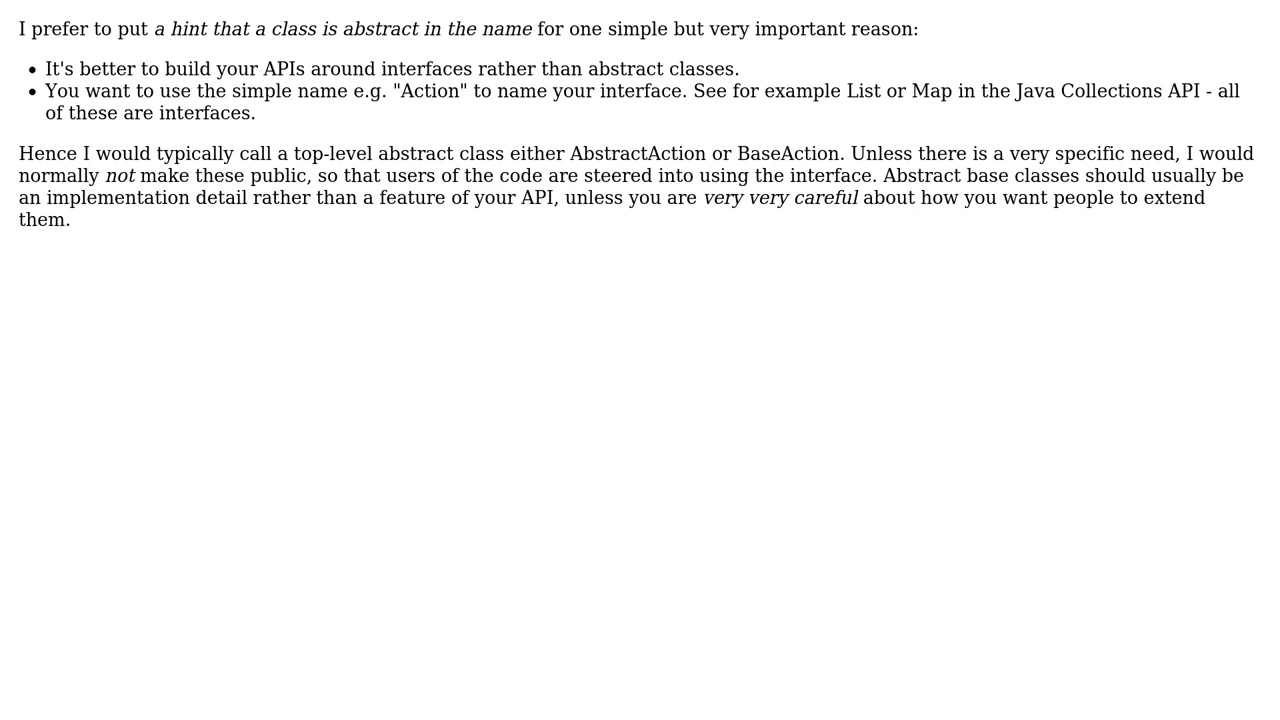 I prefer to put a hint that a class is abstract in the name for one simple but very important reason:
• It's better to build your APIs around interfaces rather than abstract classes.
• You want to use the simple name e.g. "Action" to name your interface. See for example List or Map in the Java Collections API - all
of these are interfaces.
Hence I would typically call a top-level abstract class either AbstractAction or BaseAction. Unless there is a very specific need, I would
normally not make these public, so that users of the code are steered into using the interface. Abstract base classes should usually be
an implementation detail rather than a feature of your API, unless you are very very careful about how you want people to extend
them.